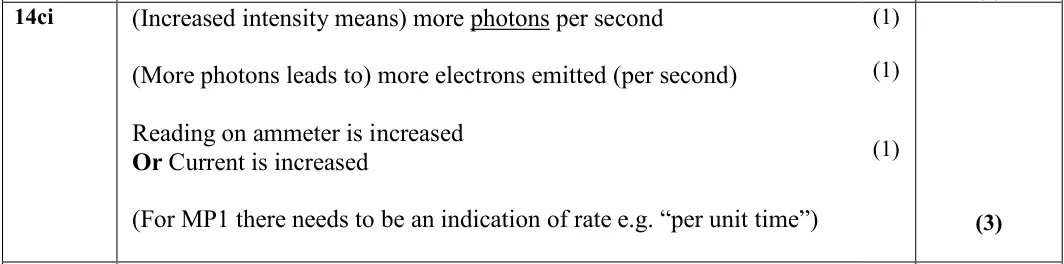 14ci (Increased intensity means) more photons per second (1)
(More photons leads to) more electrons emitted (per second) (1)
Reading on ammeter is increased
Or Current is increased (1)
(For MP1 there needs to be an indication of rate e.g. “per unit time”) (3)